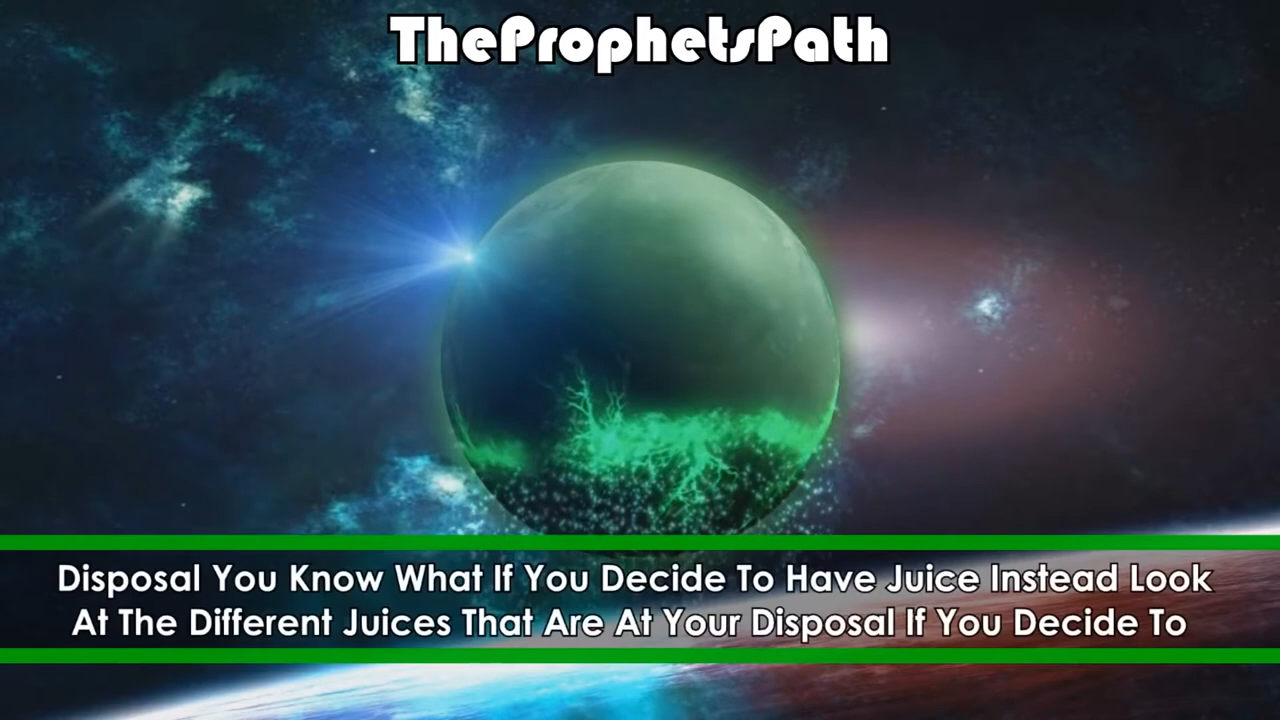 TheProphetsPath
Disposal You Know What If You Decide To Have Juice Instead Look
At The Different Juices That Are At Your Disposal If You Decide To